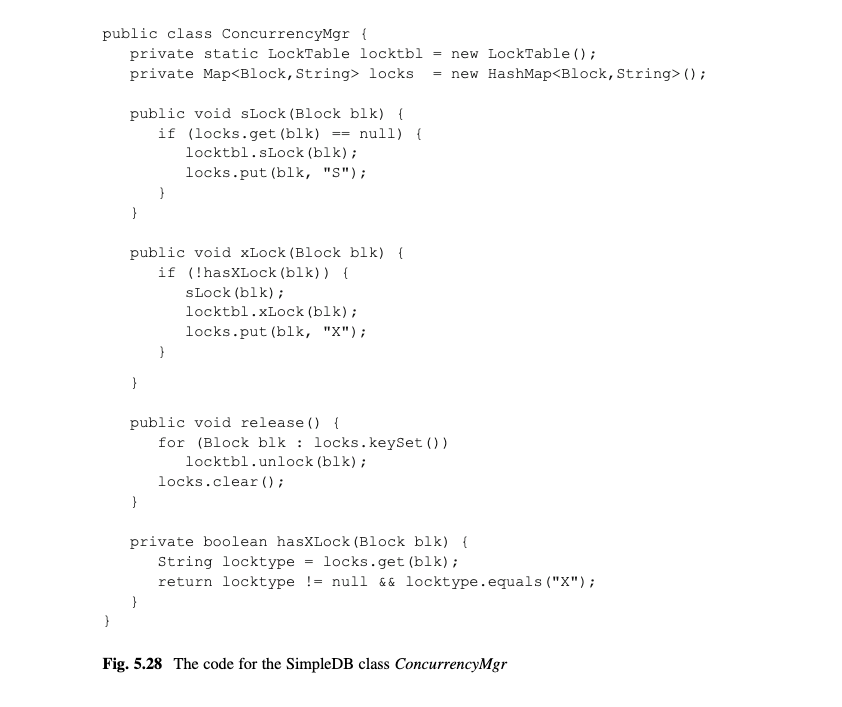 public class ConcurrencyMgr {
   private static LockTable locktbl = new LockTable();
   private Map<Block,String> locks  = new HashMap<Block,String>();

   public void sLock(Block blk) {
      if (locks.get(blk) == null) {
         locktbl.sLock(blk);
         locks.put(blk, "S");
      }
   }

   public void xLock(Block blk) {
      if (!hasXLock(blk)) {
         sLock(blk);
         locktbl.xLock(blk);
         locks.put(blk, "X");
      }

   }

   public void release() {
      for (Block blk : locks.keySet())
         locktbl.unlock(blk);
      locks.clear();
   }

   private boolean hasXLock(Block blk) {
      String locktype = locks.get(blk);
      return locktype != null && locktype.equals("X");
   }
}

Fig. 5.28 The code for the SimpleDB class ConcurrencyMgr